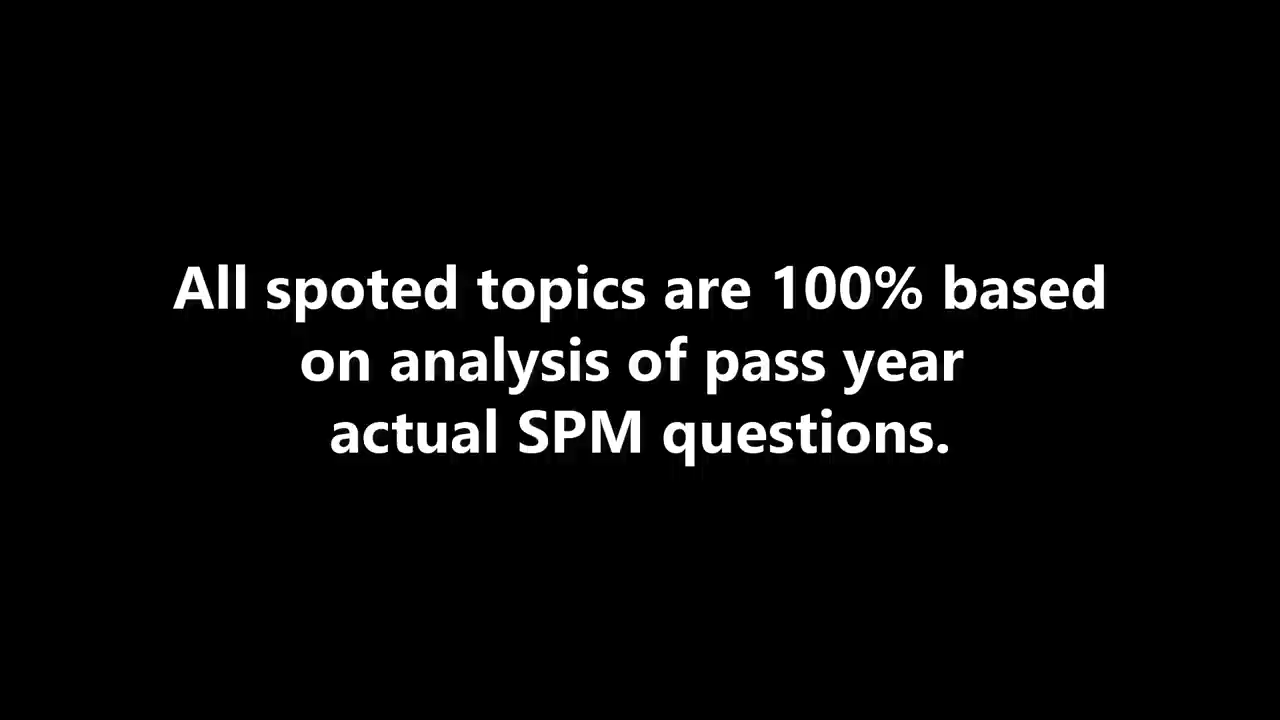 All spoted topics are 100% based
on analysis of pass year
actual SPM questions.